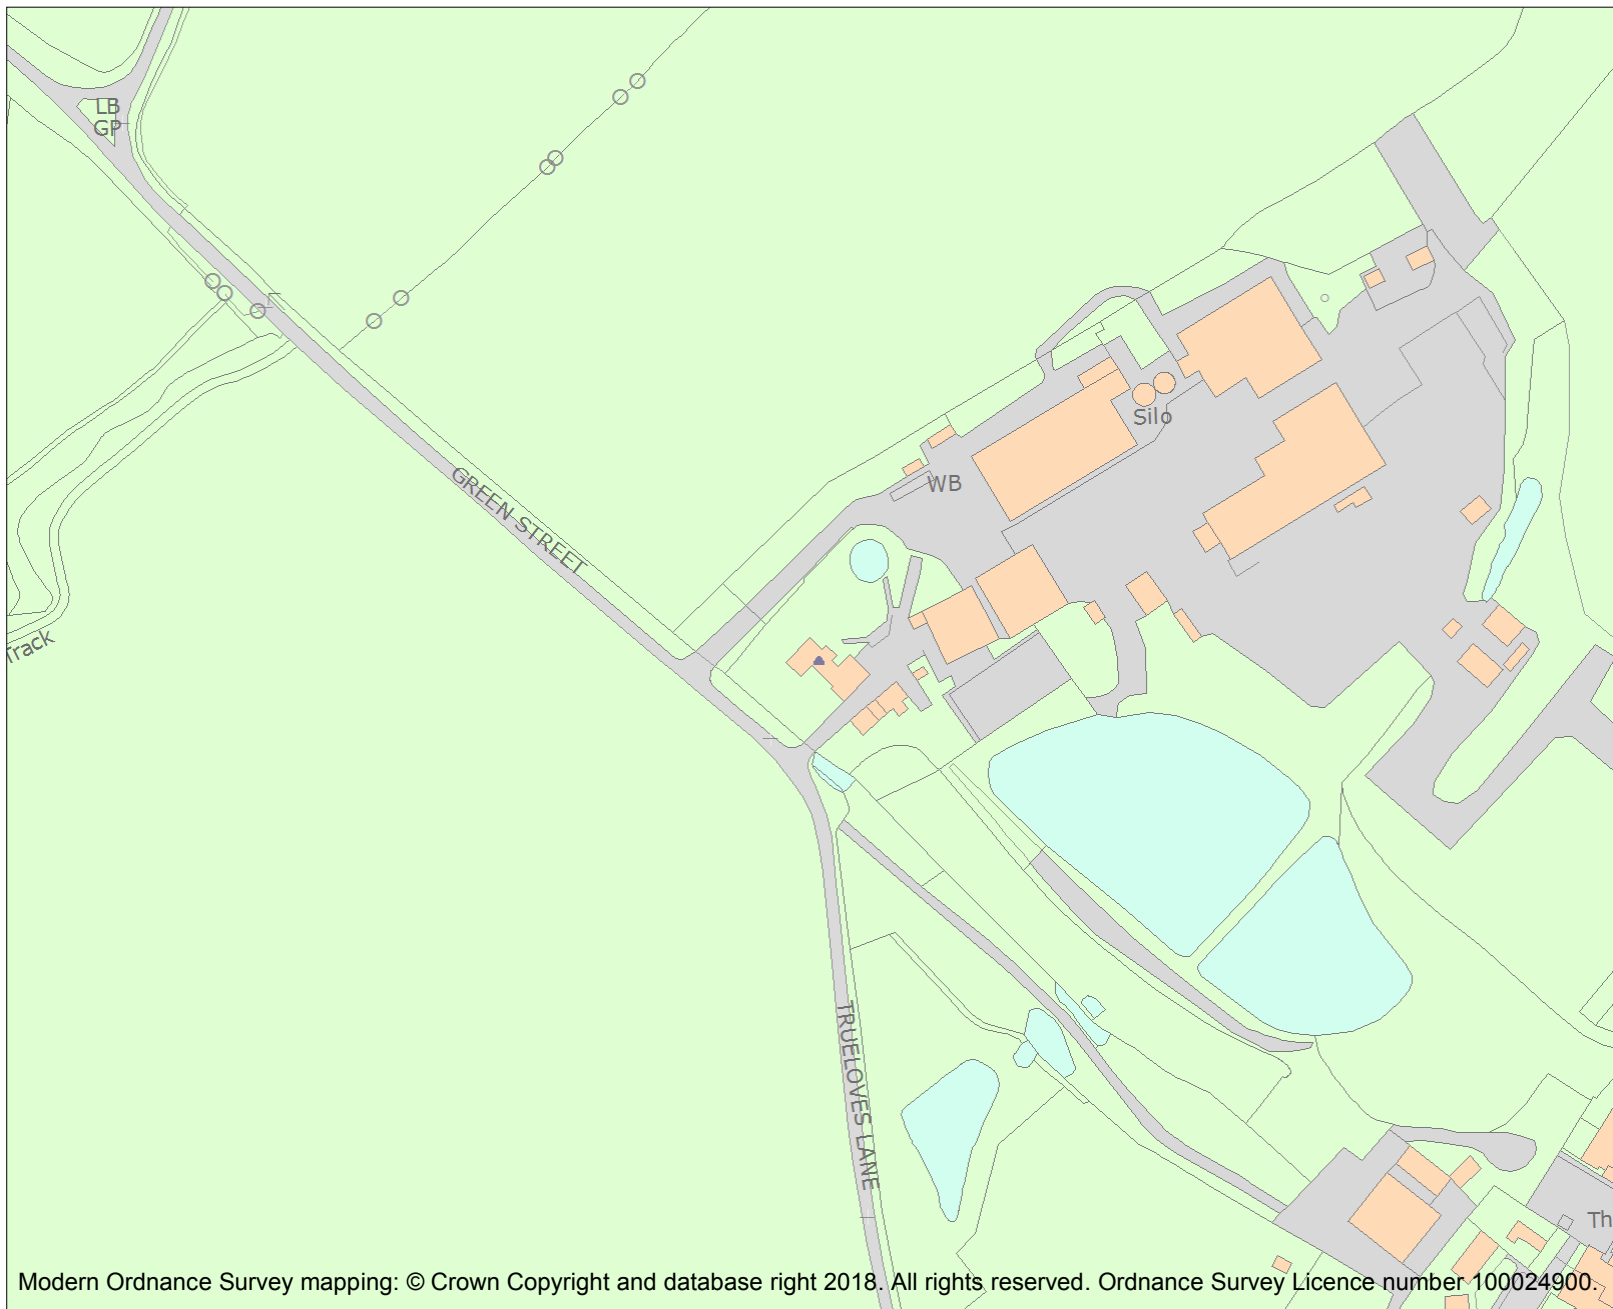 LB
GP
Silo
WB
GREEN STREET
Track
TRUELOVES LANE
Th
Modern Ordnance Survey mapping: © Crown Copyright and database right 2018. All rights reserved. Ordnance Survey Licence number 100024900.